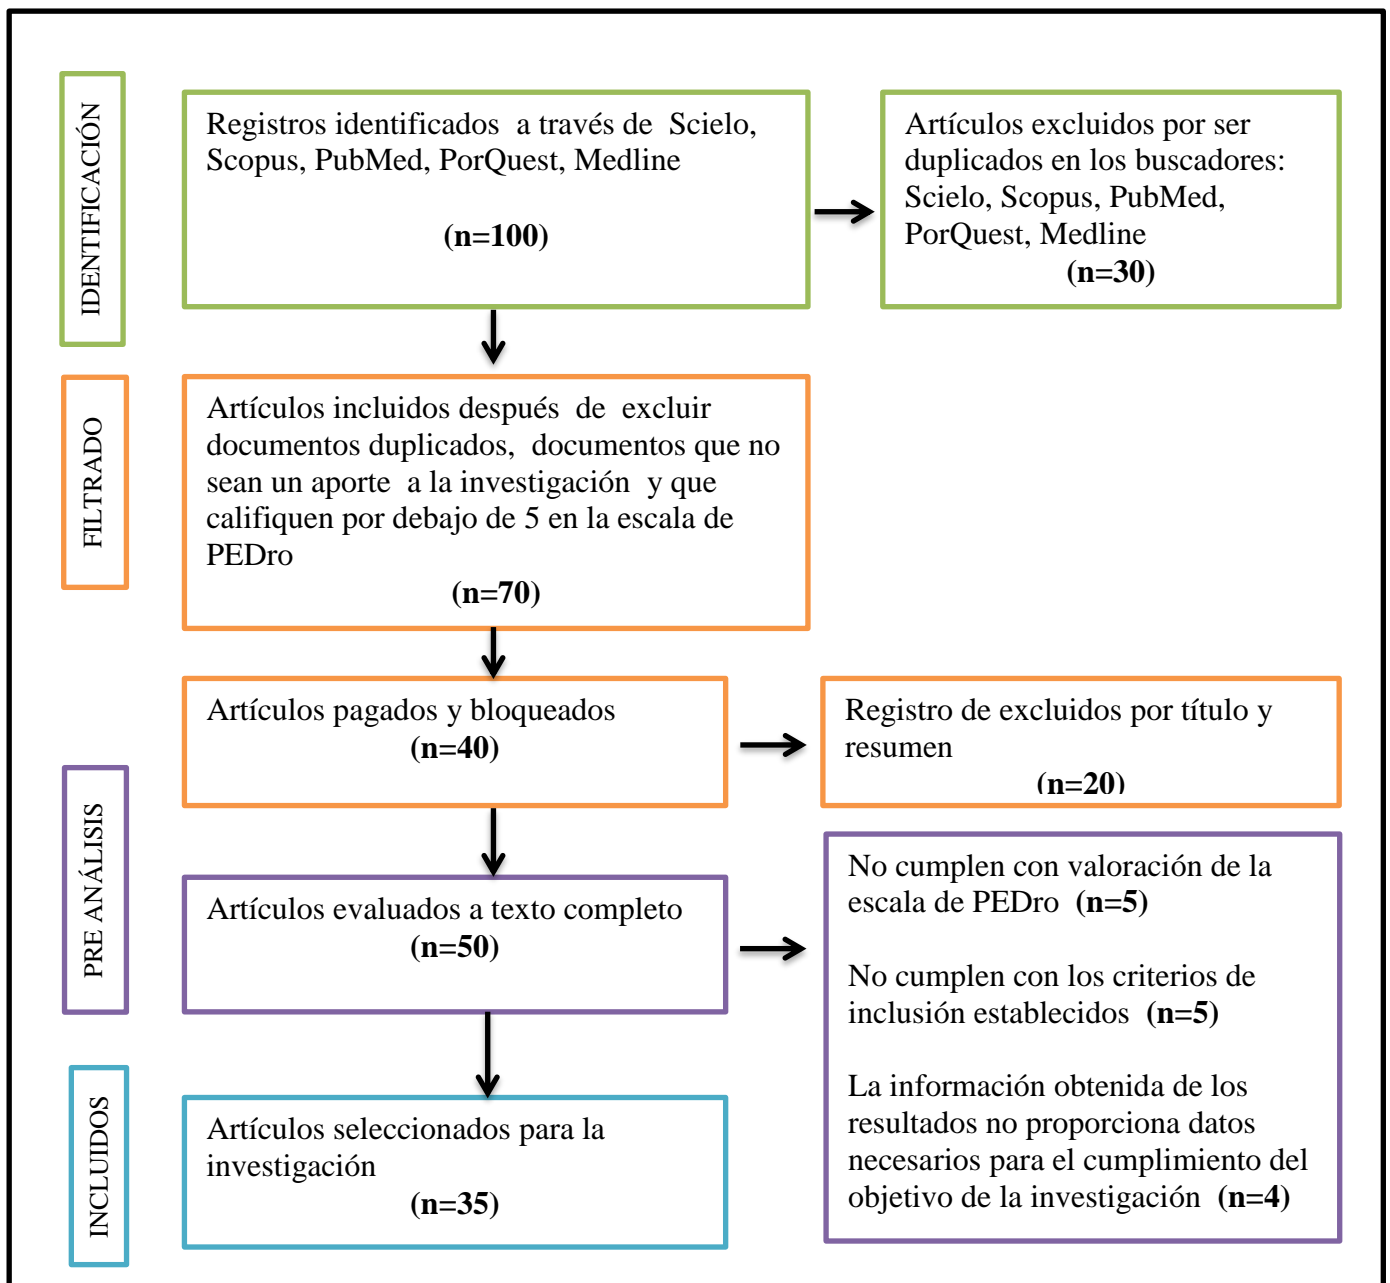 IDENTIFICACIÓN
Registros identificados a través de Scielo,
Scopus, PubMed, PorQuest, Medline
(n=100)
Artículos excluidos por ser
duplicados en los buscadores:
Scielo, Scopus, PubMed,
PorQuest, Medline
(n=30)
FILTRADO
Artículos incluidos después de excluir
documentos duplicados, documentos que no
sean un aporte a la investigación y que
califiquen por debajo de 5 en la escala de
PEDro
(n=70)
Artículos pagados y bloqueados
(n=40)
Registro de excluidos por título y
resumen
(n=20)
PRE ANÁLISIS
Artículos evaluados a texto completo
(n=50)
No cumplen con valoración de la
escala de PEDro (n=5)
No cumplen con los criterios de
inclusión establecidos (n=5)
La información obtenida de los
resultados no proporciona datos
necesarios para el cumplimiento del
objetivo de la investigación (n=4)
INCLUIDOS
Artículos seleccionados para la
investigación
(n=35)